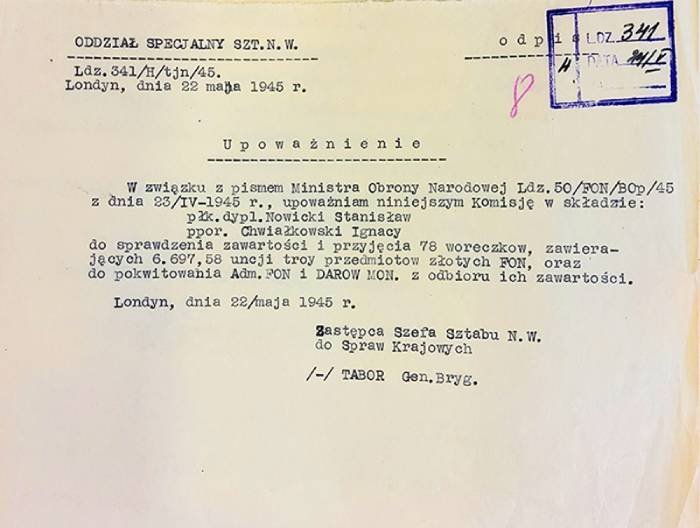 ODDZIAŁ SPECJALNY SZT.N.W.
o d p i s
LDZ. 341
Ldz.341/H/tjn/45.
H DATA 24/V
Londyn, dnia 22 maja 1945 r.
8
U p o w a ż n i e n i e
W związku z pismem Ministra Obrony Narodowej Ldz.50/FON/BOp/45
z dnia 23/IV-1945 r., upoważniam niniejszym Komisję w składzie:
płk.dypl.Nowicki Stanisław
ppor. Chwiałkowski Ignacy
do sprawdzenia zawartości i przyjęcia 78 woreczkow, zawiera-
jących 6.697,58 uncji troy przedmiotow złotych FON, oraz
do pokwitowania Adm.FON i DAROW MON. z odbioru ich zawartości.
Londyn, dnia 22/maja 1945 r.
Zastępca Szefa Sztabu N.W.
do Spraw Krajowych
/-/ TABOR Gen.Bryg.